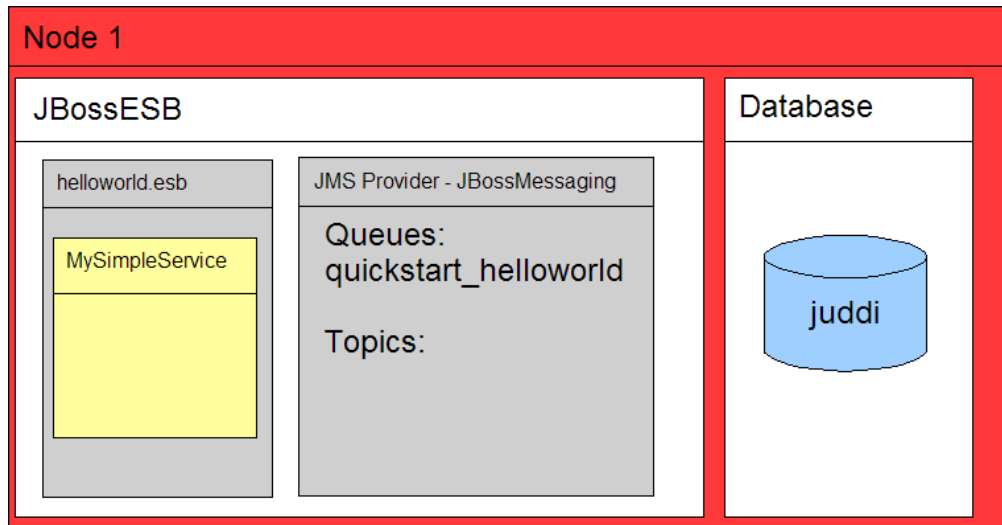 Node 1
JBossESB
Database
helloworld.esb
JMS Provider - JBossMessaging
MySimpleService
Queues:
quickstart_helloworld
Topics:
juddi